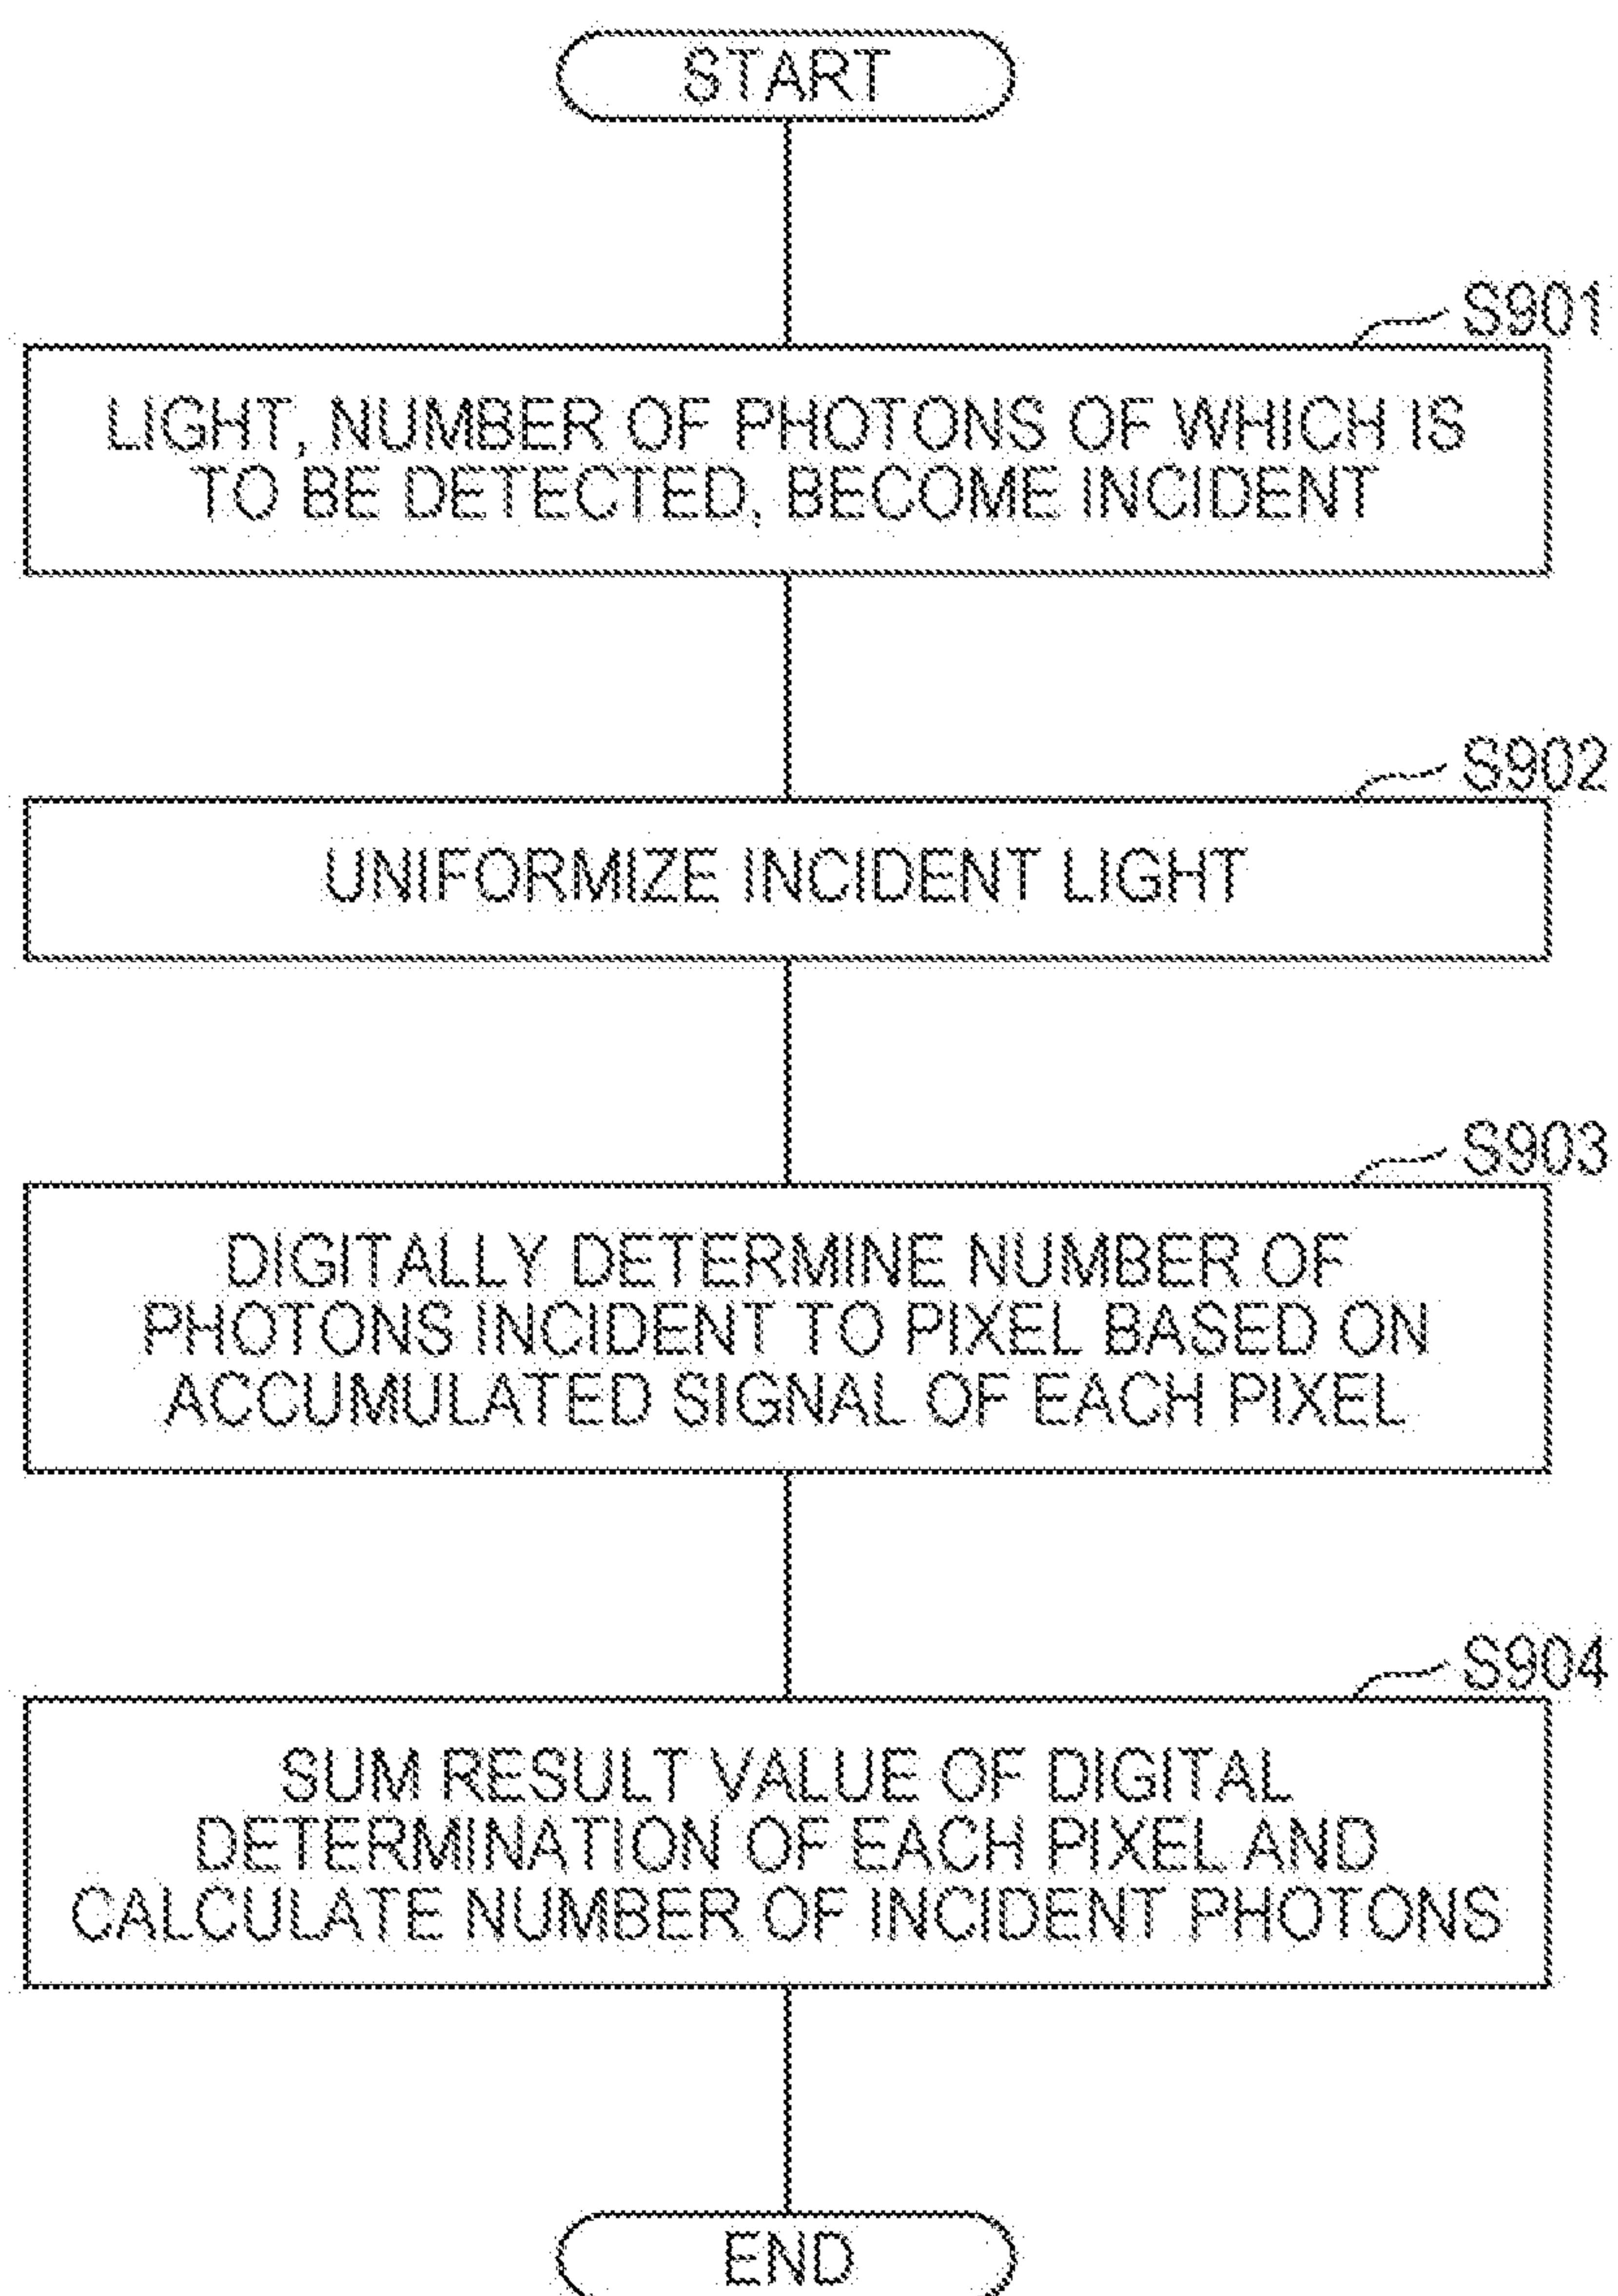 START
S901
LIGHT, NUMBER OF PHOTONS OF WHICH IS
TO BE DETECTED, BECOME INCIDENT
S902
UNIFORMIZE INCIDENT LIGHT
S903
DIGITALLY DETERMINE NUMBER OF
PHOTONS INCIDENT TO PIXEL BASED ON
ACCUMULATED SIGNAL OF EACH PIXEL
S904
SUM RESULT VALUE OF DIGITAL
DETERMINATION OF EACH PIXEL AND
CALCULATE NUMBER OF INCIDENT PHOTONS
END